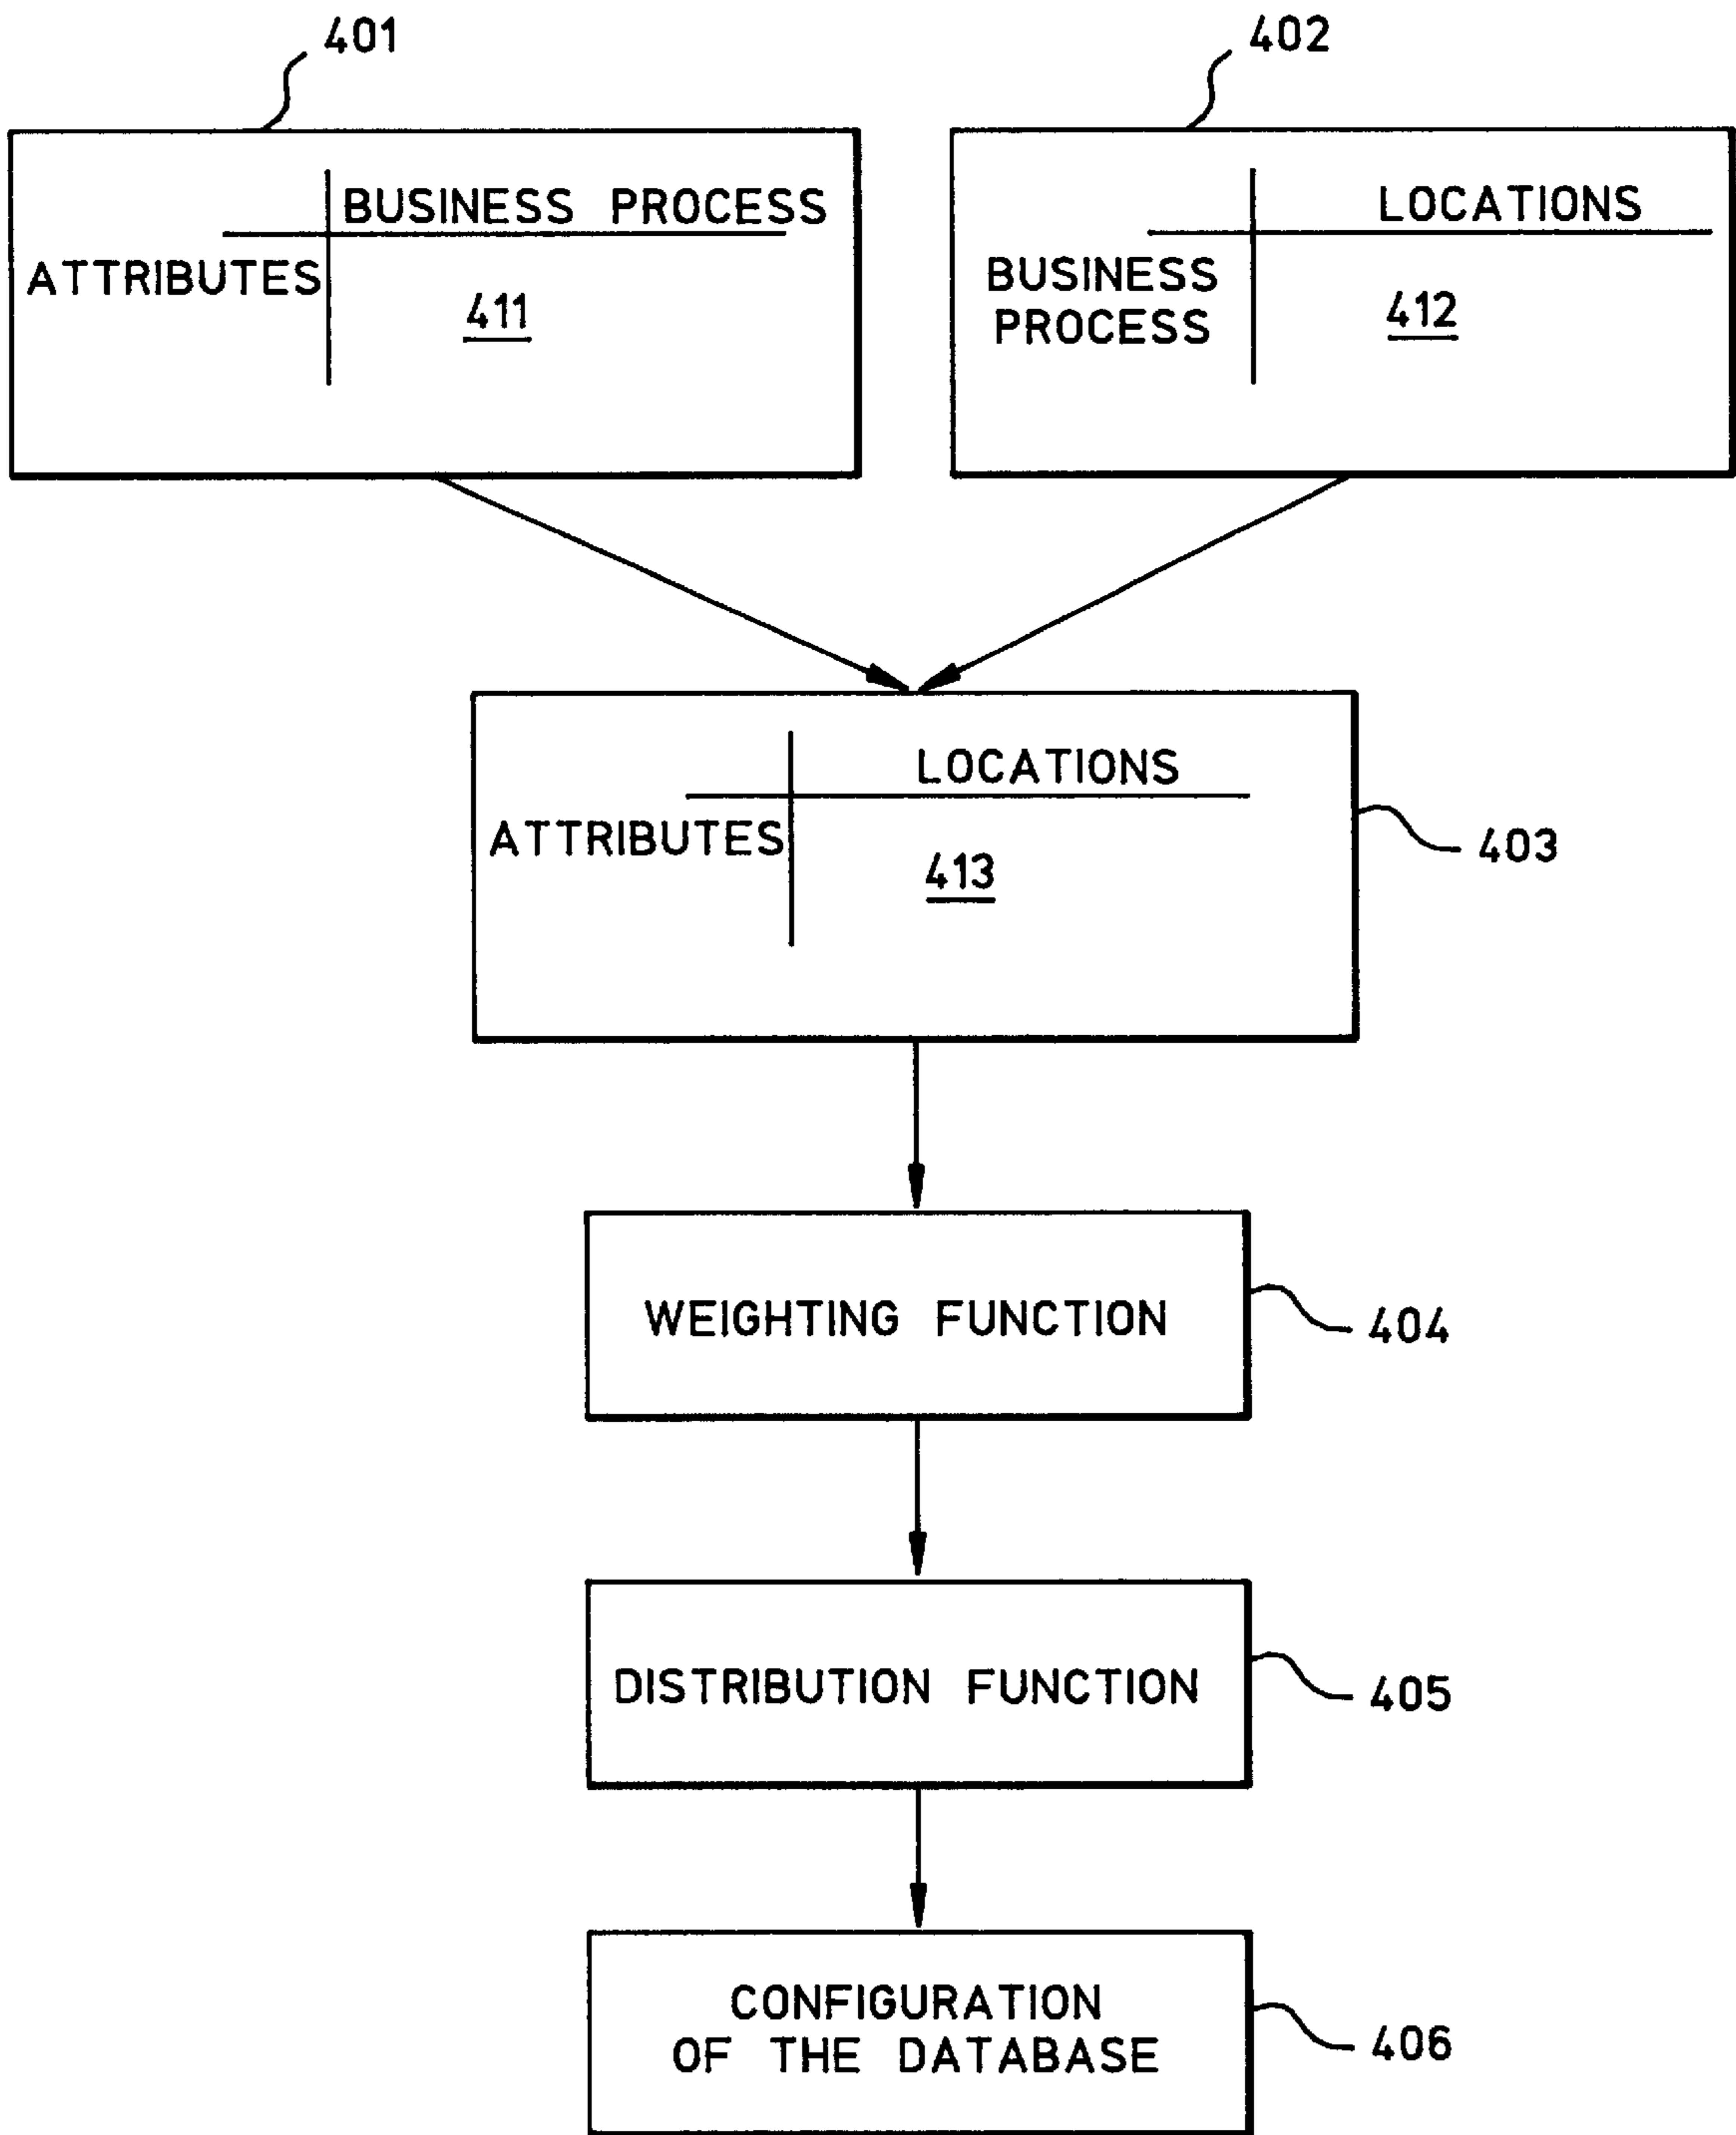 401
402
BUSINESS PROCESS
ATTRIBUTES
411
LOCATIONS
BUSINESS
PROCESS
412
LOCATIONS
ATTRIBUTES
413
403
WEIGHTING FUNCTION
404
DISTRIBUTION FUNCTION
405
CONFIGURATION
OF THE DATABASE
406